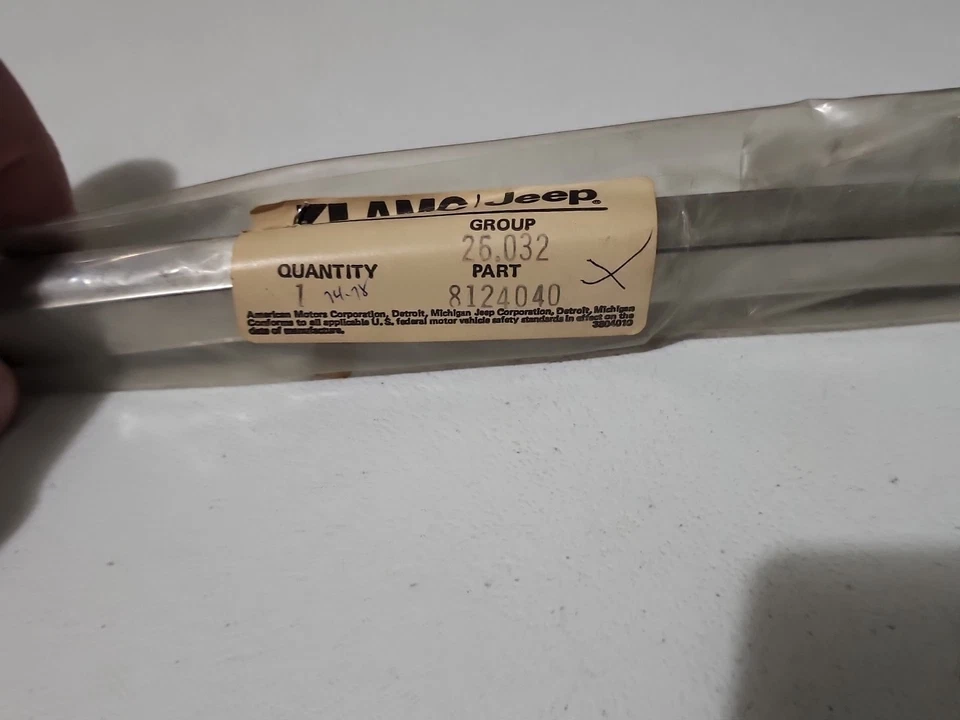 AMC / Jeep®
GROUP
26.032
QUANTITY PART
1 74-78 8124040
American Motors Corporation, Detroit, Michigan Jeep Corporation, Detroit, Michigan
Conforms to all applicable U.S. federal motor vehicle safety standards in effect on the
date of manufacture. 3804010